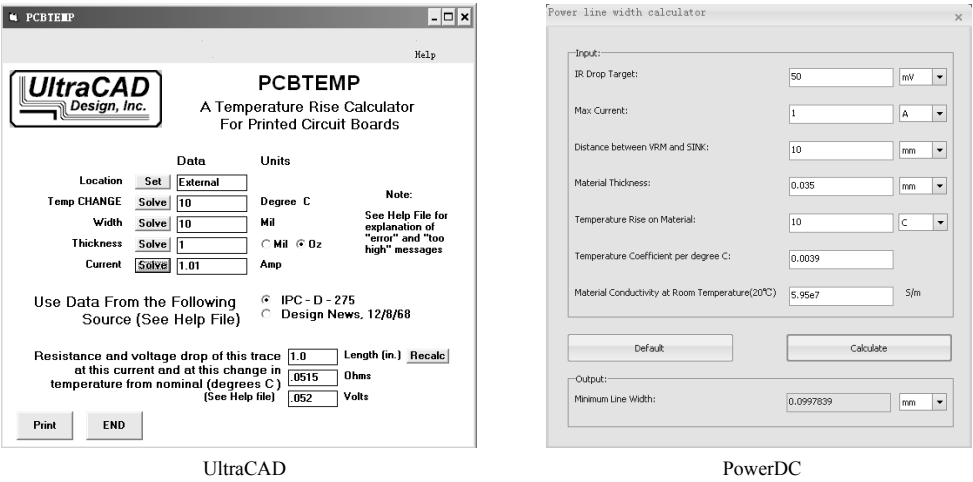 PCBTEMP
Help
UltraCAD
Design, Inc.
PCBTEMP
A Temperature Rise Calculator
For Printed Circuit Boards
Data Units
Location Set External
Temp CHANGE Solve 10 Degree C
Width Solve 10 Mil
Thickness Solve 1 Mil Oz
Current Solve 1.01 Amp
Note:
See Help File for
explanation of
"error" and "too
high" messages
Use Data From the Following
Source (See Help File)
IPC - D - 275
Design News, 12/8/68
Resistance and voltage drop of this trace
at this current and at this change in
temperature from nominal (degrees C )
(See Help file)
1.0 Length (in.) Recalc
.0515 Ohms
.052 Volts
Print END
UltraCAD
Power line width calculator
Input:
IR Drop Target: 50 mV
Max Current: 1 A
Distance between VRM and SINK: 10 mm
Material Thickness: 0.035 mm
Temperature Rise on Material: 10 C
Temperature Coefficient per degree C: 0.0039
Material Conductivity at Room Temperature(20℃) 5.95e7 S/m
Default Calculate
Output:
Minimum Line Width: 0.0997839 mm
PowerDC